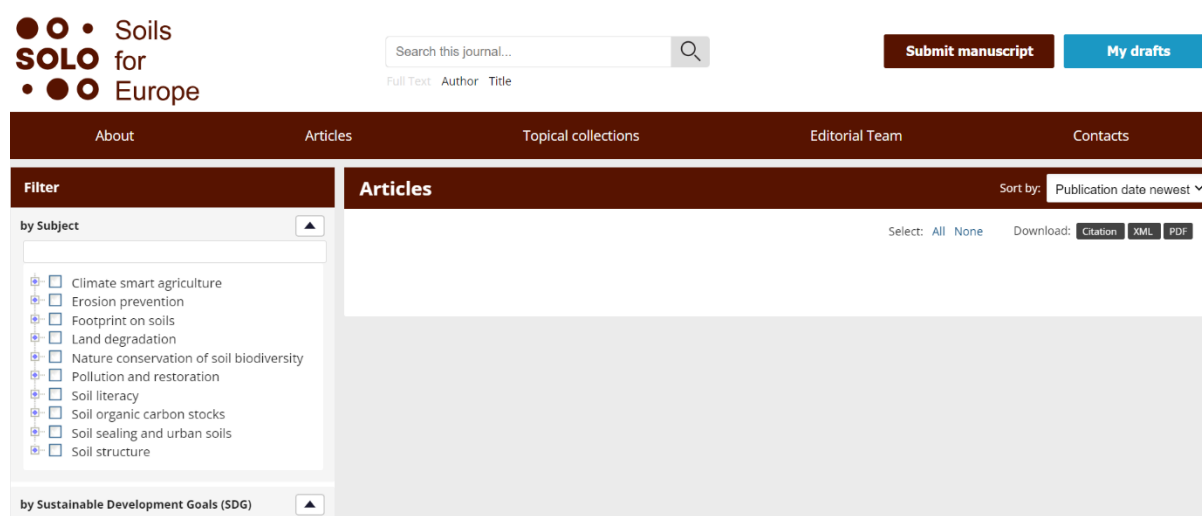 Soils
SOLO for
Europe
Search this journal...
Full Text Author Title
Submit manuscript
My drafts
About Articles Topical collections Editorial Team Contacts
Filter
by Subject
Climate smart agriculture
Erosion prevention
Footprint on soils
Land degradation
Nature conservation of soil biodiversity
Pollution and restoration
Soil literacy
Soil organic carbon stocks
Soil sealing and urban soils
Soil structure
by Sustainable Development Goals (SDG)
Articles
Sort by: Publication date newest
Select: All None Download: Citation XML PDF